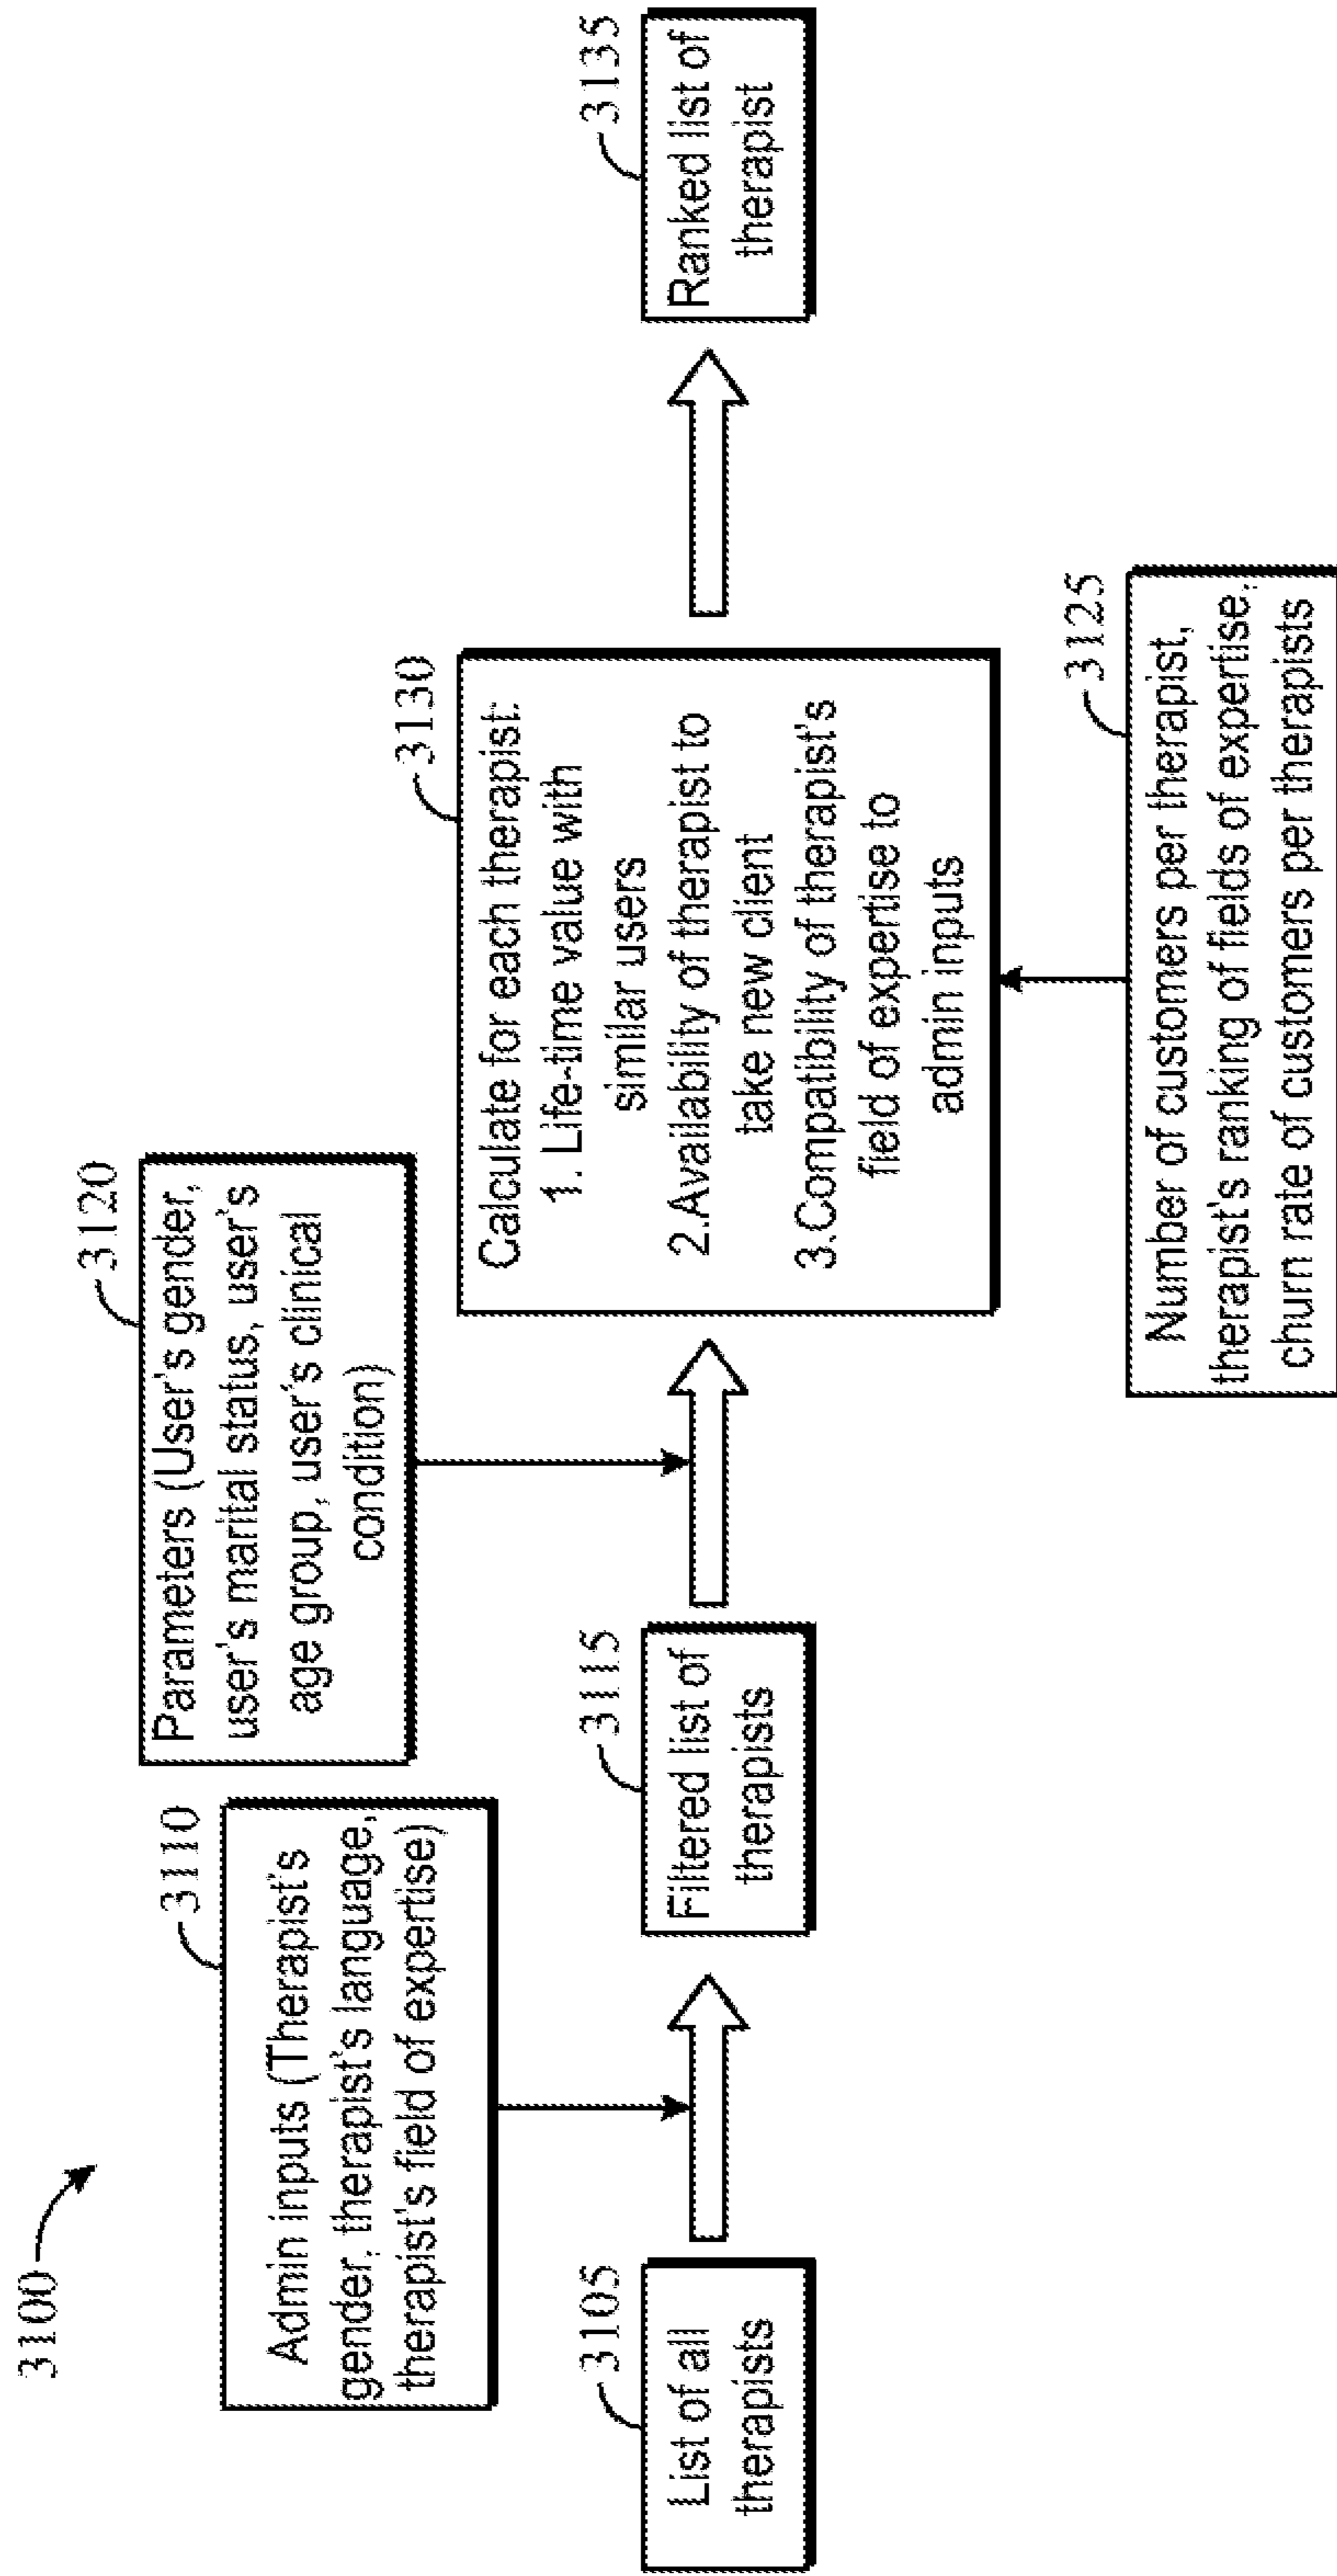 3100
3110
Admin inputs (Therapist's
gender, therapist's language,
therapist's field of expertise)
3120
Parameters (User's gender,
user's marital status, user's
age group, user's clinical
condition)
3105
List of all
therapists
3115
Filtered list of
therapists
3130
Calculate for each therapist:
1. Life-time value with
similar users
2.Availability of therapist to
take new client
3.Compatibility of therapist's
field of expertise to
admin inputs
3135
Ranked list of
therapist
3125
Number of customers per therapist,
therapist's ranking of fields of expertise,
churn rate of customers per therapists